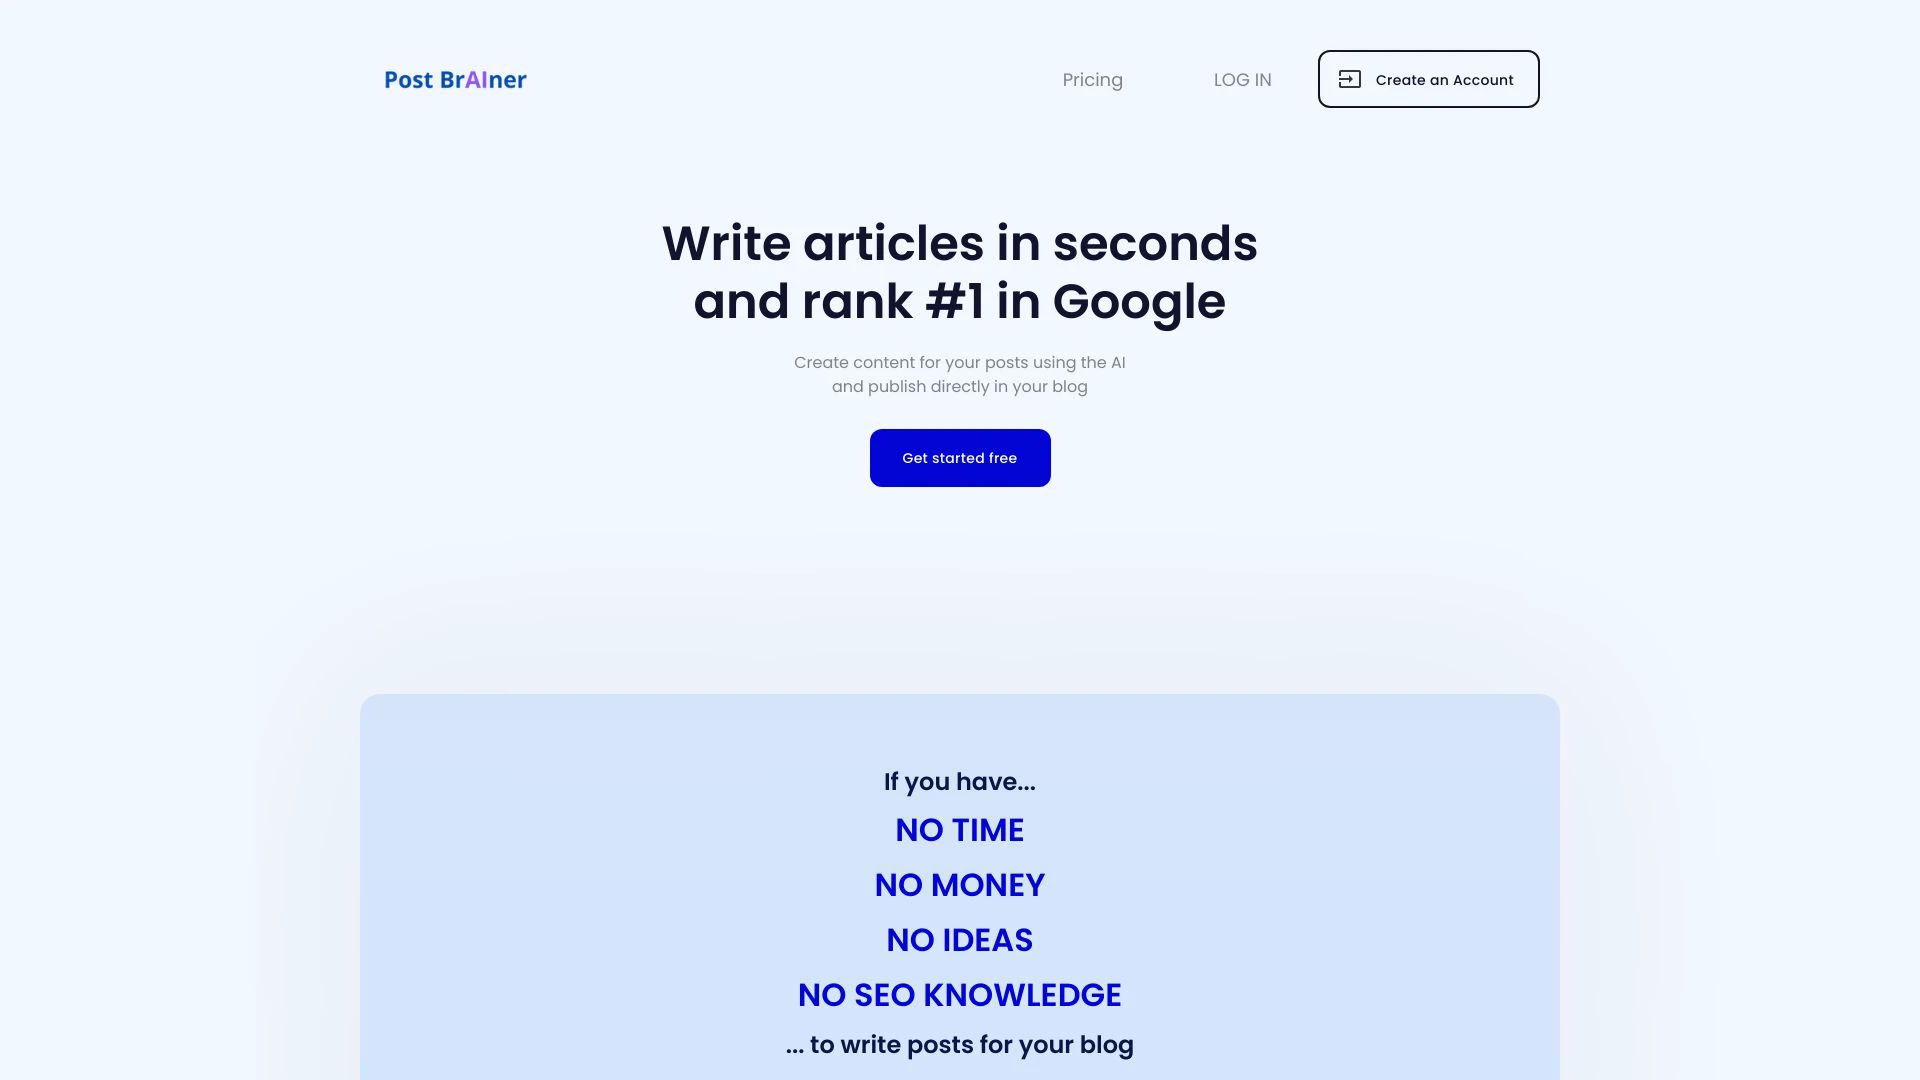 Post BrAIner
Pricing
LOG IN
Create an Account
Write articles in seconds
and rank #1 in Google
Create content for your posts using the AI
and publish directly in your blog
Get started free
If you have...
NO TIME
NO MONEY
NO IDEAS
NO SEO KNOWLEDGE
... to write posts for your blog